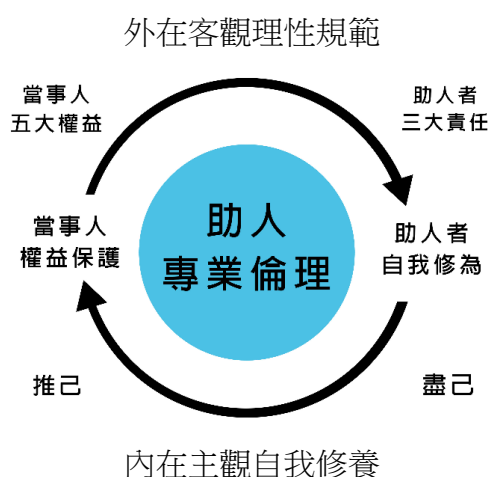 外在客觀理性規範
當事人
五大權益
助人者
三大責任
助人
專業倫理
當事人
權益保護
助人者
自我修為
推己
盡己
內在主觀自我修養